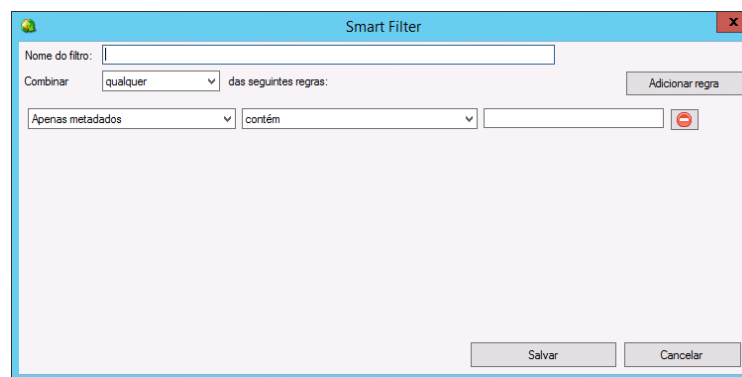 Smart Filter
x
Nome do filtro:
Combinar qualquer das seguintes regras: Adicionar regra
Apenas metadados contém
Salvar Cancelar